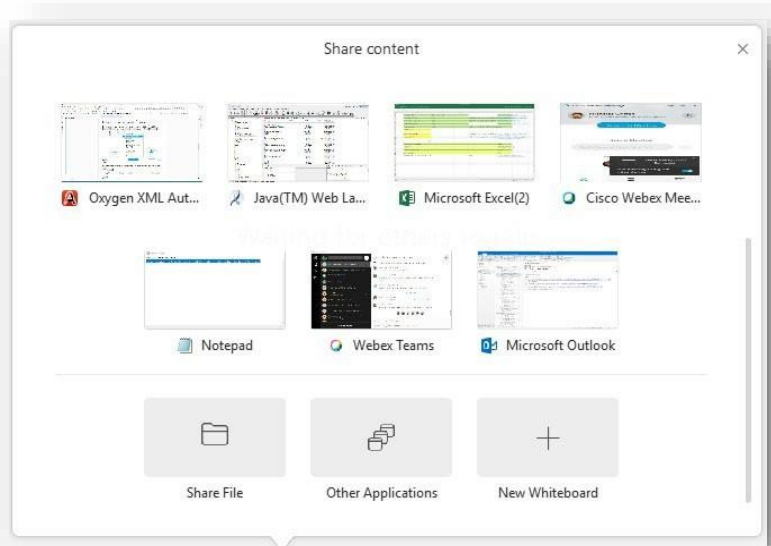 Share content
Oxygen XML Aut...
Java(TM) Web La...
Microsoft Excel(2)
Cisco Webex Mee...
Notepad
Webex Teams
Microsoft Outlook
Share File
Other Applications
New Whiteboard